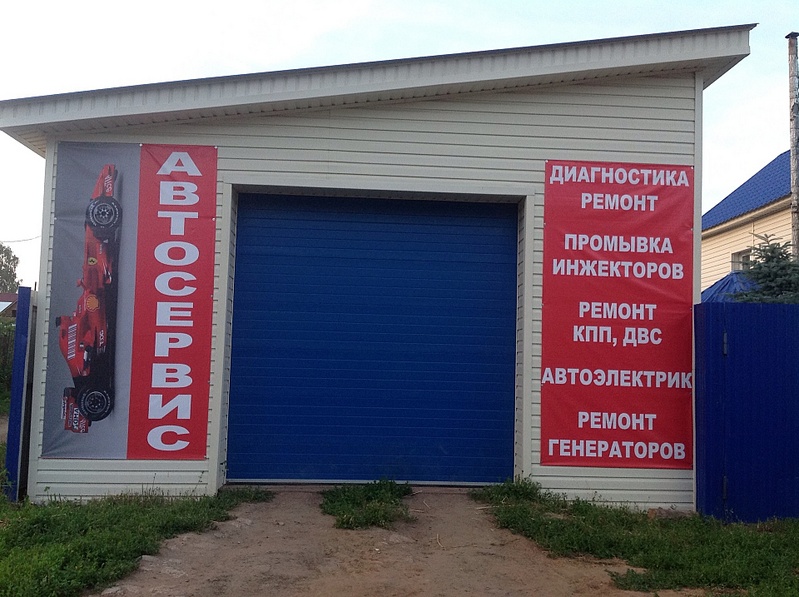 АВТОСЕРВИС
ДИАГНОСТИКА
РЕМОНТ
ПРОМЫВКА
ИНЖЕКТОРОВ
РЕМОНТ
КПП, ДВС
АВТОЭЛЕКТРИК
РЕМОНТ
ГЕНЕРАТОРОВ